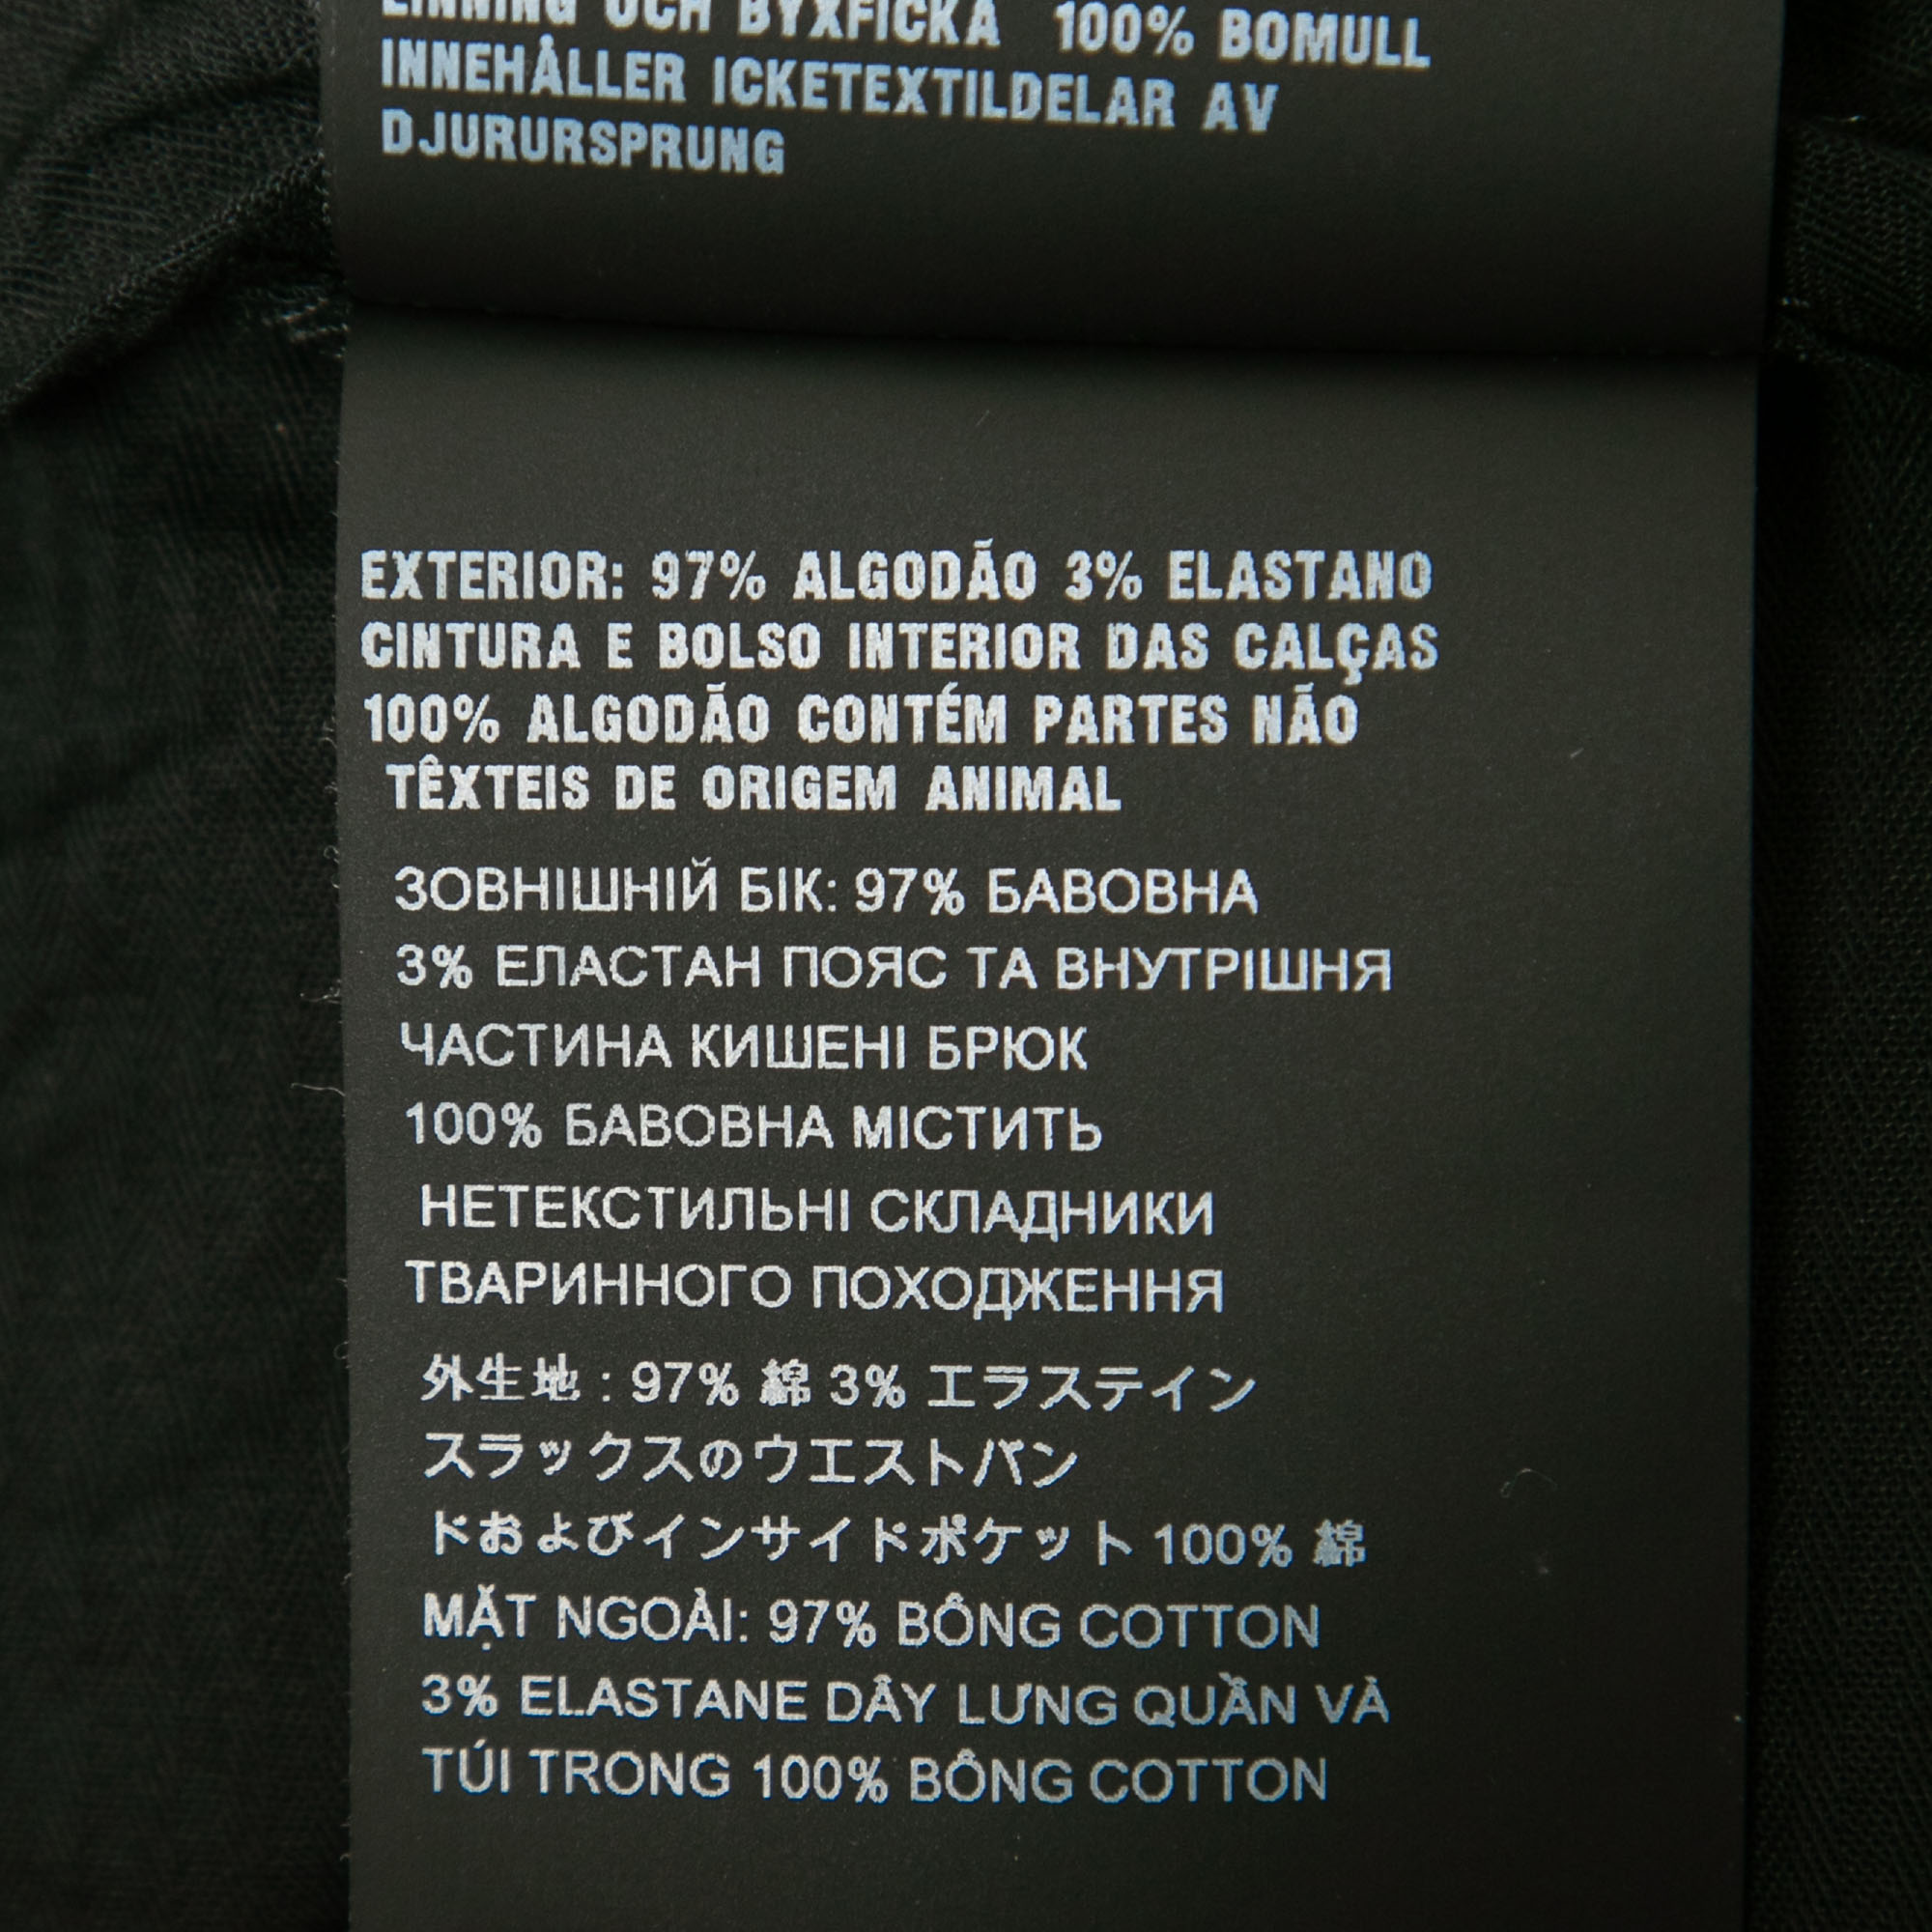 LINNING OCH BYXFICKA 100% BOMULL
INNEHÅLLER ICKETEXTILDELAR AV
DJURURSPRUNG
EXTERIOR: 97% ALGODÃO 3% ELASTANO
CINTURA E BOLSO INTERIOR DAS CALÇAS
100% ALGODÃO CONTÉM PARTES NÃO
TÊXTEIS DE ORIGEM ANIMAL
ЗОВНІШНІЙ БІК: 97% БАВОВНА
3% ЕЛАСТАН ПОЯС ТА ВНУТРІШНЯ
ЧАСТИНА КИШЕНІ БРЮК
100% БАВОВНА МІСТИТЬ
НЕТЕКСТИЛЬНІ СКЛАДНИКИ
ТВАРИННОГО ПОХОДЖЕННЯ
外生地 : 97% 綿 3% エラステイン
スラックスのウエストバン
ドおよびインサイドポケット 100% 綿
MẶT NGOÀI: 97% BÔNG COTTON
3% ELASTANE DÂY LƯNG QUẦN VÀ
TÚI TRONG 100% BÔNG COTTON